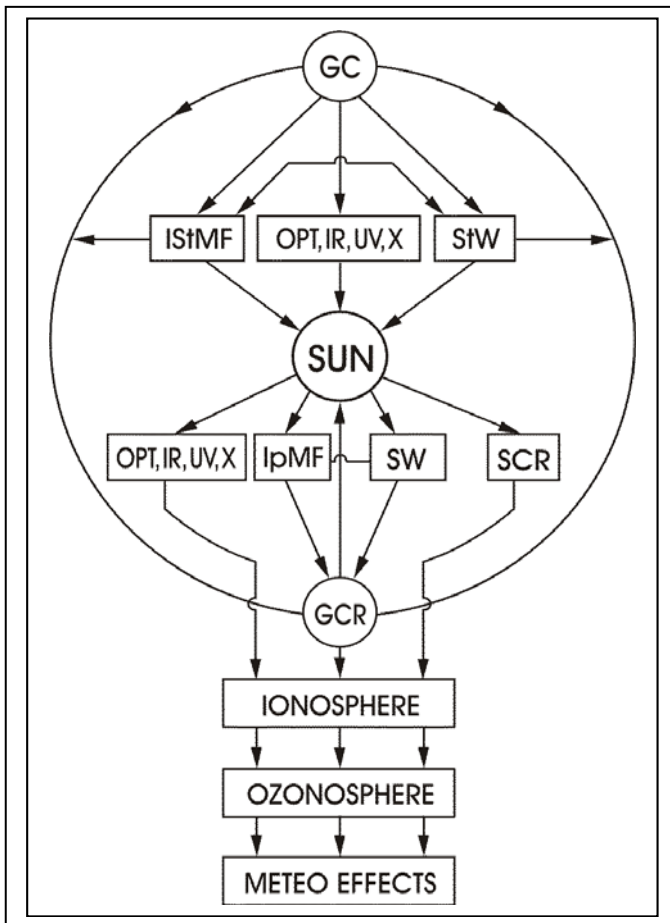 GC
IStMF
OPT, IR, UV, X
StW
SUN
OPT, IR, UV, X
IpMF
SW
SCR
GCR
IONOSPHERE
OZONOSPHERE
METEO EFFECTS